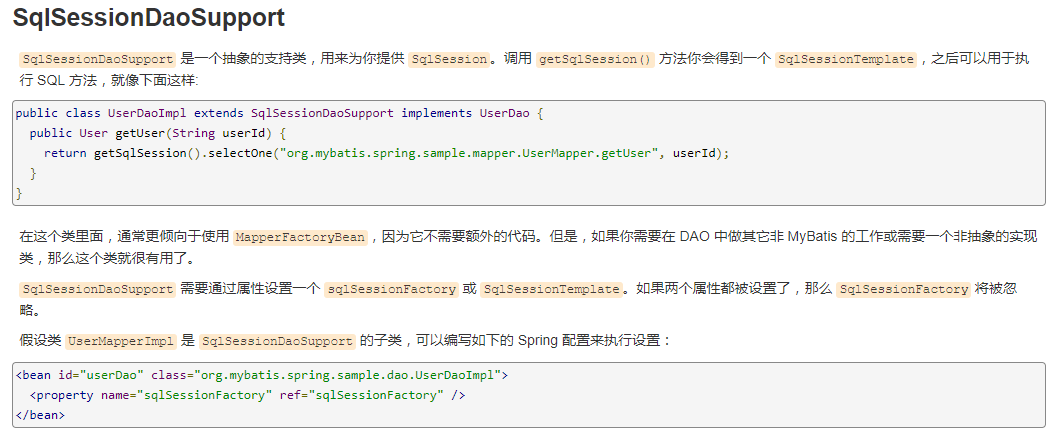 SqlSessionDaoSupport
SqlSessionDaoSupport 是一个抽象的支持类，用来为你提供 SqlSession。调用 getSqlSession() 方法你会得到一个 SqlSessionTemplate，之后可以用于执
行 SQL 方法，就像下面这样:
public class UserDaoImpl extends SqlSessionDaoSupport implements UserDao {
  public User getUser(String userId) {
    return getSqlSession().selectOne("org.mybatis.spring.sample.mapper.UserMapper.getUser", userId);
  }
}
在这个类里面，通常更倾向于使用 MapperFactoryBean，因为它不需要额外的代码。但是，如果你需要在 DAO 中做其它非 MyBatis 的工作或需要一个非抽象的实现
类，那么这个类就很有用了。
SqlSessionDaoSupport 需要通过属性设置一个 sqlSessionFactory 或 SqlSessionTemplate。如果两个属性都被设置了，那么 SqlSessionFactory 将被忽
略。
假设类 UserMapperImpl 是 SqlSessionDaoSupport 的子类，可以编写如下的 Spring 配置来执行设置：
<bean id="userDao" class="org.mybatis.spring.sample.dao.UserDaoImpl">
  <property name="sqlSessionFactory" ref="sqlSessionFactory" />
</bean>